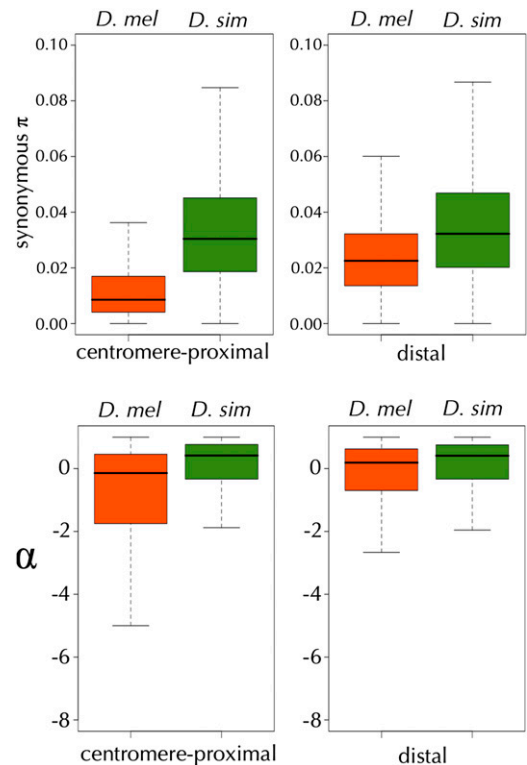 D. mel D. sim D. mel D. sim
synonymous π
0.10 0.10
0.08 0.08
0.06 0.06
0.04 0.04
0.02 0.02
0.00 0.00
centromere-proximal distal
D. mel D. sim D. mel D. sim
α
0 0
-2 -2
-4 -4
-6 -6
-8 -8
centromere-proximal distal